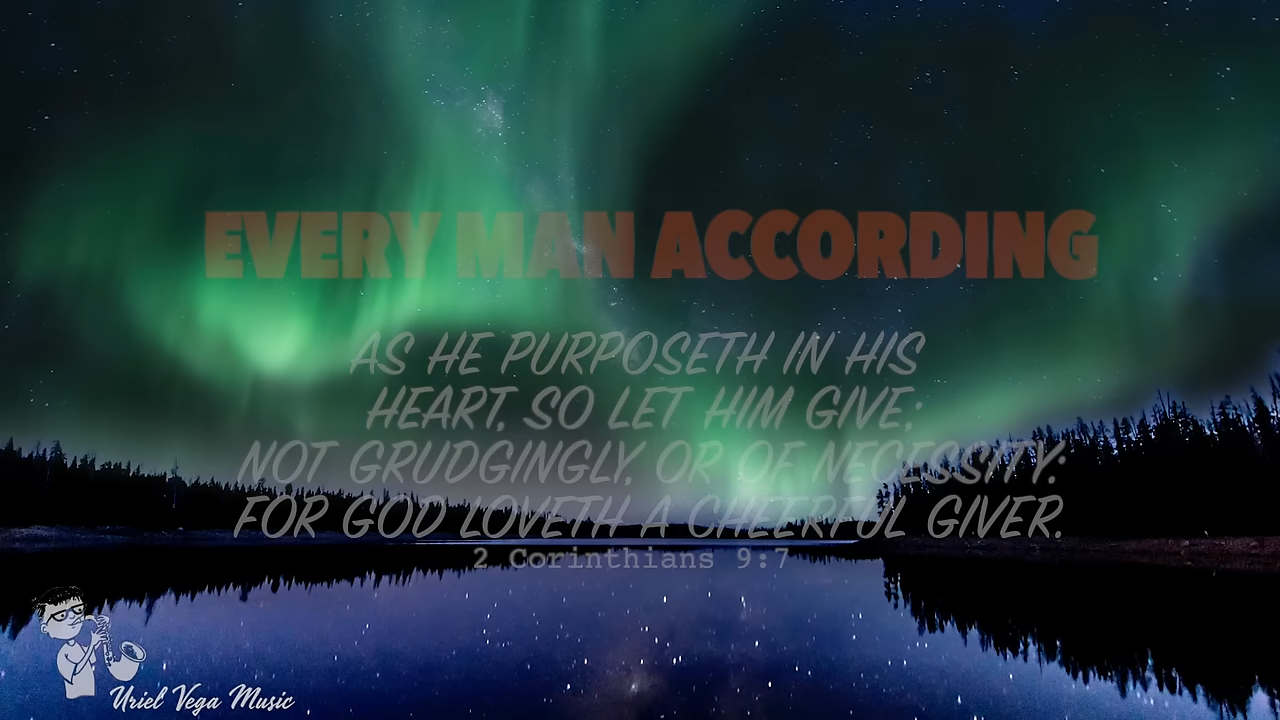 EVERY MAN ACCORDING
AS HE PURPOSETH IN HIS
HEART, SO LET HIM GIVE;
NOT GRUDGINGLY, OR OF NECESSITY:
FOR GOD LOVETH A CHEERFUL GIVER.
2 Corinthians 9:7
Uriel Vega Music